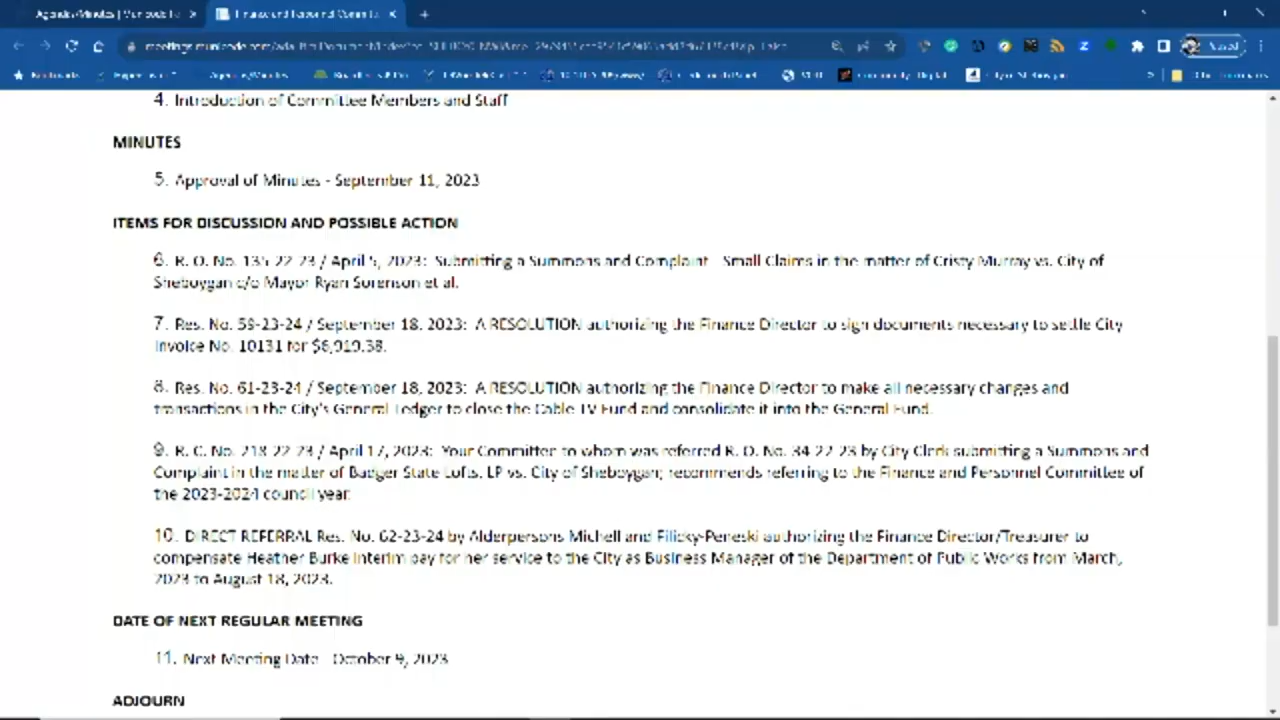 Agendas/Minutes | Municode
Finance and Personnel Committ
4. Introduction of Committee Members and Staff
MINUTES
5. Approval of Minutes - September 11, 2023
ITEMS FOR DISCUSSION AND POSSIBLE ACTION
6. R. O. No. 135-22-23 / April 5, 2023: Submitting a Summons and Complaint - Small Claims in the matter of Cristy Murray vs. City of
Sheboygan c/o Mayor Ryan Sorenson et al.
7. Res. No. 59-23-24 / September 18, 2023: A RESOLUTION authorizing the Finance Director to sign documents necessary to settle City
Invoice No. 10131 for
8. Res. No. 61-23-24 / September 18, 2023: A RESOLUTION authorizing the Finance Director to make all necessary changes and
transactions in the City's General Ledger to close the Cable TV Fund and consolidate it into the General Fund.
9. R. C. No. 218-22-23 / April 17, 2023: Your Committee to whom was referred R. O. No. 34-22-23 by City Clerk submitting a Summons and
Complaint in the matter of Badger State Lofts, LP vs. City of Sheboygan; recommends referring to the Finance and Personnel Committee of
the 2023-2024 council year.
10. DIRECT REFERRAL Res. No. 62-23-24 by Alderpersons Michell and Filicky-Peneski authorizing the Finance Director/Treasurer to
compensate Heather Burke interim pay for her service to the City as Business Manager of the Department of Public Works from March,
2023 to August 18, 2023.
DATE OF NEXT REGULAR MEETING
11. Next Meeting Date - October 9, 2023
ADJOURN